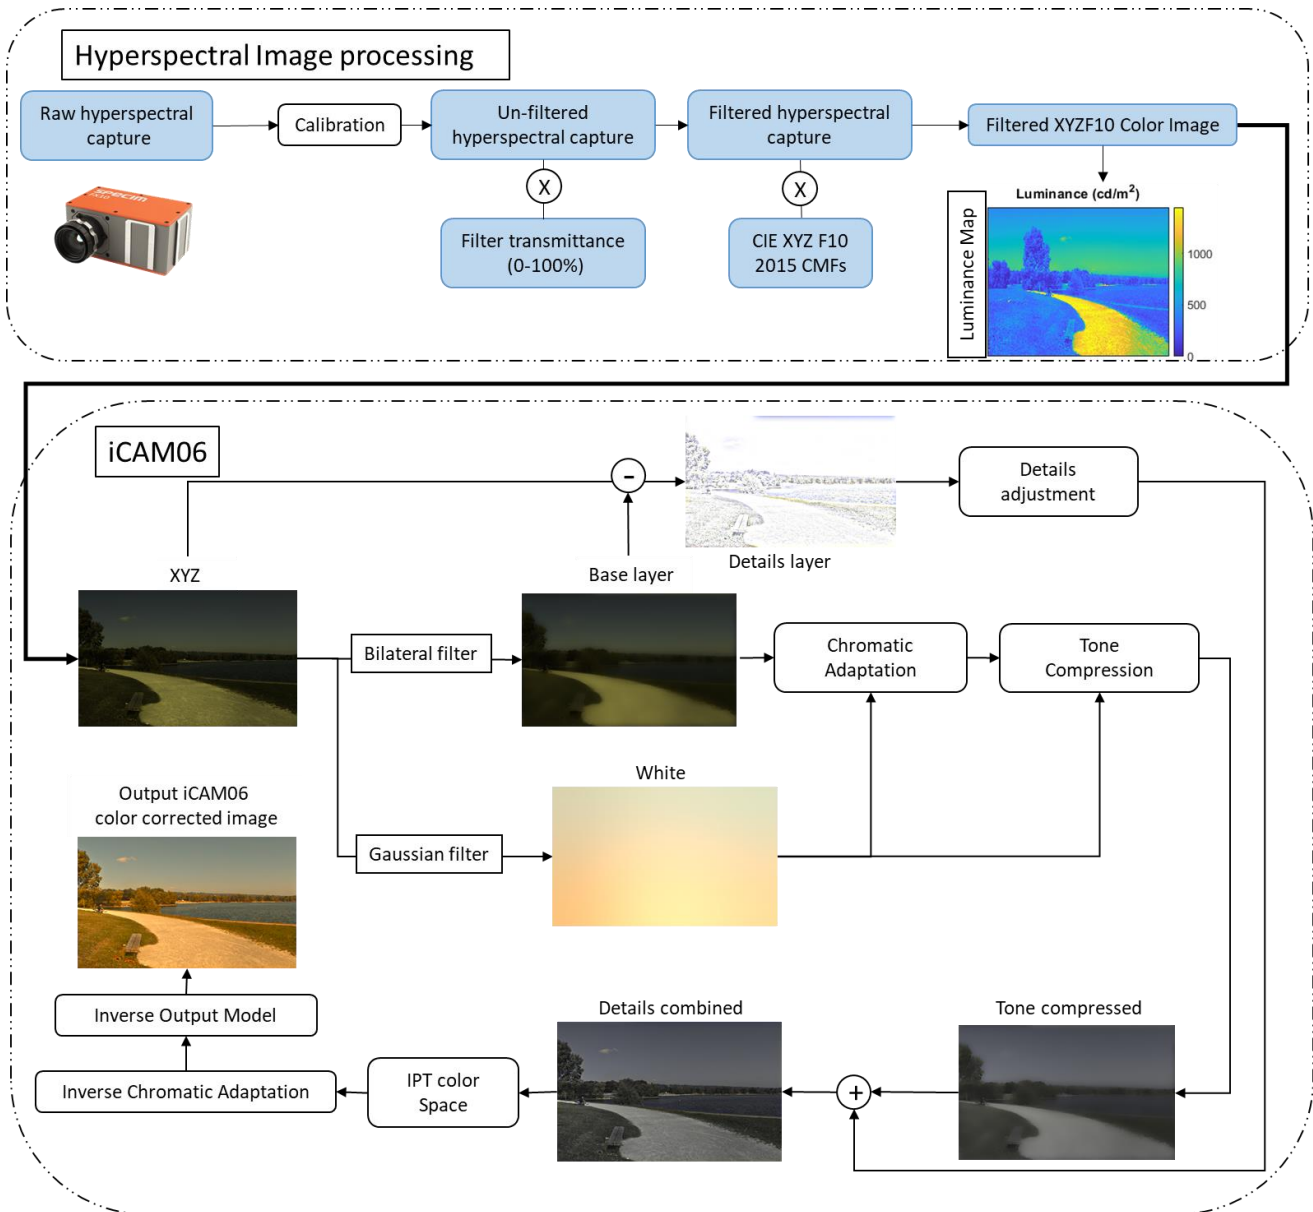 Hyperspectral Image processing
Raw hyperspectral
capture
Calibration
Un-filtered
hyperspectral capture
Filtered hyperspectral
capture
Filtered XYZF10 Color Image
X
X
Filter transmittance
(0-100%)
CIE XYZ F10
2015 CMFs
SPECIM
Luminance Map
Luminance (cd/m²)
1000
500
0
iCAM06
-
Details
adjustment
Details layer
XYZ
Base layer
Bilateral filter
Chromatic
Adaptation
Tone
Compression
White
Gaussian filter
Output iCAM06
color corrected image
Inverse Output Model
Inverse Chromatic Adaptation
IPT color
Space
Details combined
+
Tone compressed